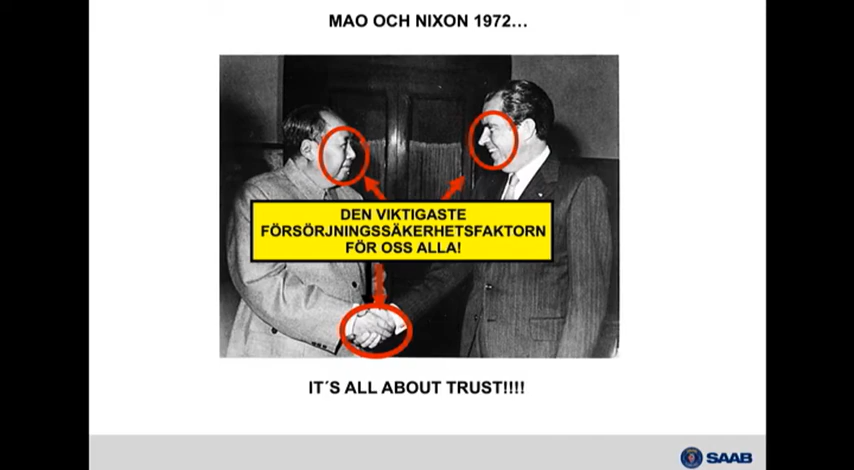 MAO OCH NIXON 1972…
DEN VIKTIGASTE
FÖRSÖRJNINGSSÄKERHETSFAKTORN
FÖR OSS ALLA!
IT´S ALL ABOUT TRUST!!!!
SAAB